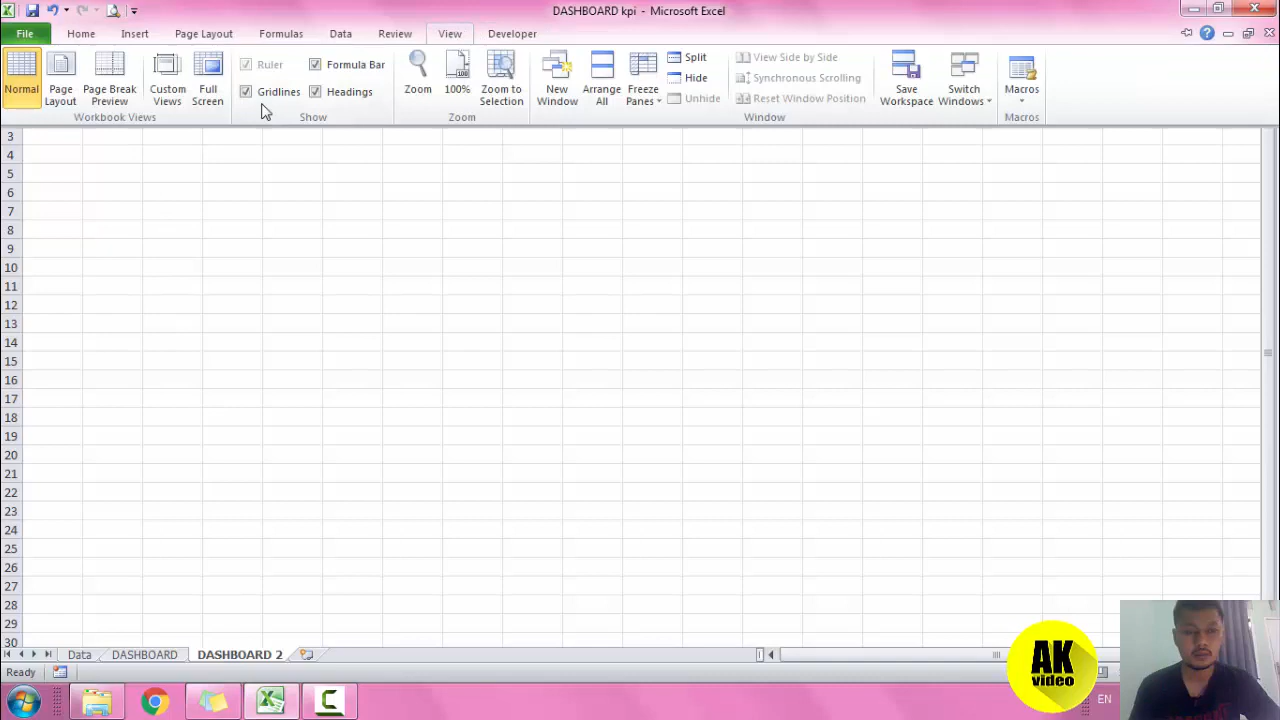 DASHBOARD kpi - Microsoft Excel
File Home Insert Page Layout Formulas Data Review View Developer
Normal
Page Layout
Page Break Preview
Custom Views
Full Screen
Workbook Views
Ruler
Formula Bar
Gridlines
Headings
Show
Zoom
100%
Zoom to Selection
Zoom
New Window
Arrange All
Freeze Panes
Split
Hide
Unhide
View Side by Side
Synchronous Scrolling
Reset Window Position
Window
Save Workspace
Switch Windows
Macros
Macros
3
4
5
6
7
8
9
10
11
12
13
14
15
16
17
18
19
20
21
22
23
24
25
26
27
28
29
30
Data DASHBOARD DASHBOARD 2
Ready
AK
video
EN